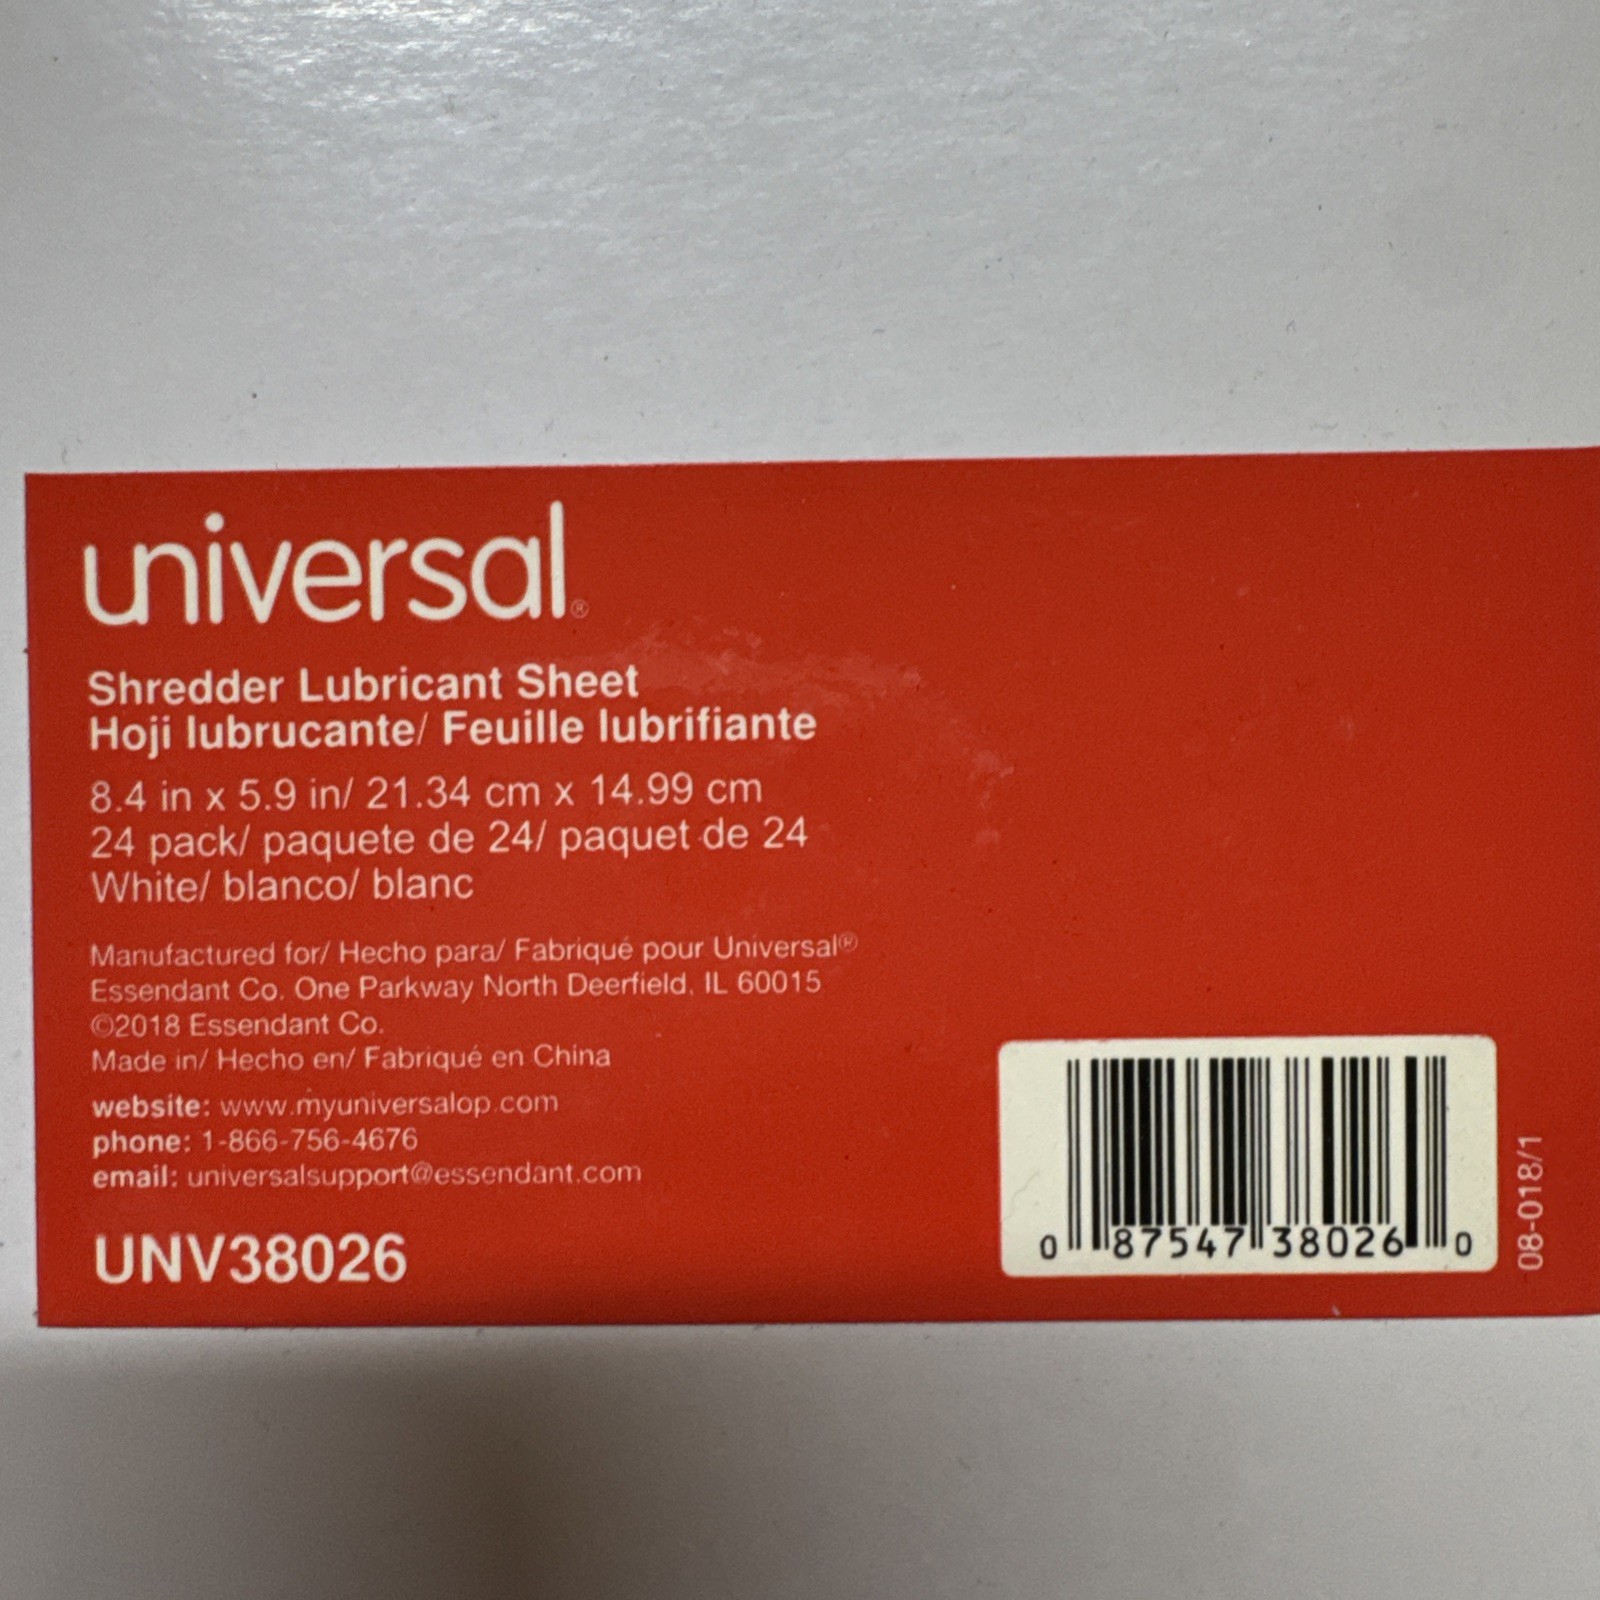 universal®
Shredder Lubricant Sheet
Hoji lubrucante/ Feuille lubrifiante
8.4 in x 5.9 in/ 21.34 cm x 14.99 cm
24 pack/ paquete de 24/ paquet de 24
White/ blanco/ blanc
Manufactured for/ Hecho para/ Fabriqué pour Universal®
Essendant Co. One Parkway North Deerfield, IL 60015
©2018 Essendant Co.
Made in/ Hecho en/ Fabriqué en China
website: www.myuniversalop.com
phone: 1-866-756-4676
email: universalsupport@essendant.com
UNV38026
0 87547 38026 0
08-018/1